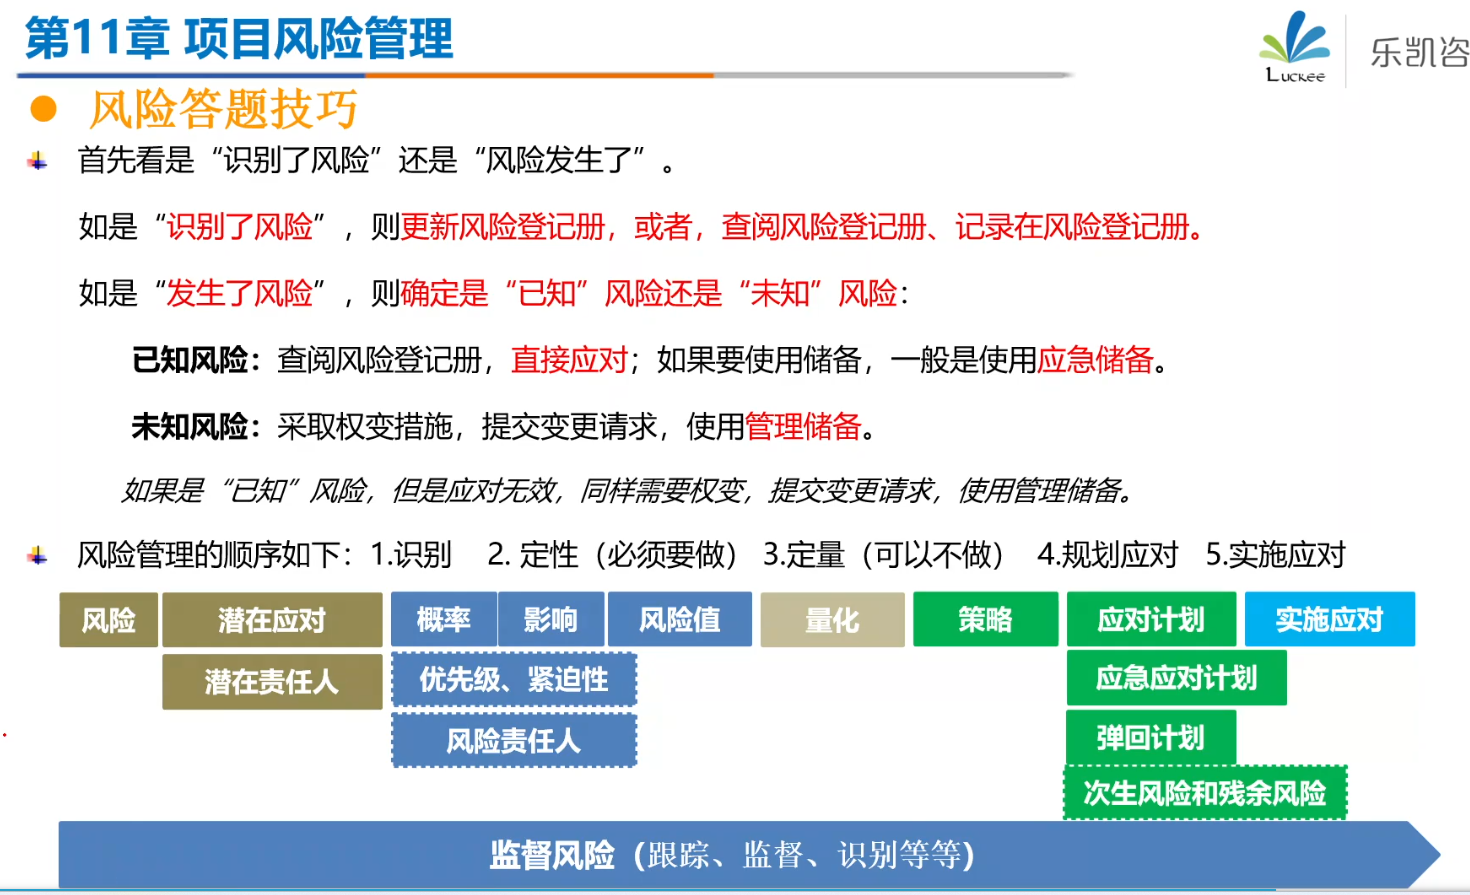 第11章 项目风险管理
Luckee
乐凯咨
风险答题技巧
首先看是“识别了风险”还是“风险发生了”。
如是“识别了风险”，则更新风险登记册，或者，查阅风险登记册、记录在风险登记册。
如是“发生了风险”，则确定是“已知”风险还是“未知”风险：
已知风险：查阅风险登记册，直接应对；如果要使用储备，一般是使用应急储备。
未知风险：采取权变措施，提交变更请求，使用管理储备。
如果是“已知”风险，但是应对无效，同样需要权变，提交变更请求，使用管理储备。
风险管理的顺序如下：1.识别 2. 定性（必须要做） 3.定量（可以不做） 4.规划应对 5.实施应对
风险 潜在应对 概率 影响 风险值 量化 策略 应对计划 实施应对
潜在责任人 优先级、紧迫性 应急应对计划
风险责任人 弹回计划
次生风险和残余风险
监督风险（跟踪、监督、识别等等)